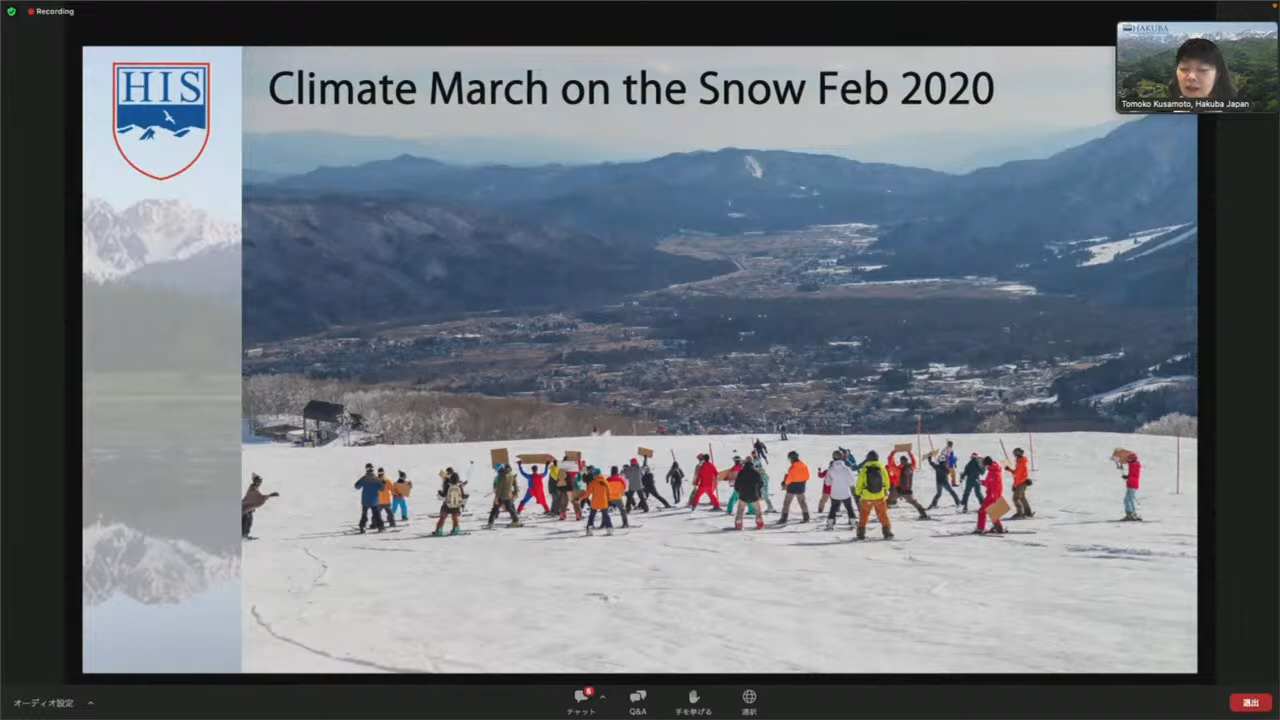 Recording
HAKUBA
Tomoko Kusamoto, Hakuba Japan
HIS
Climate March on the Snow Feb 2020
オーディオ設定
5
チャット
Q&A
手を挙げる
通訳
退出